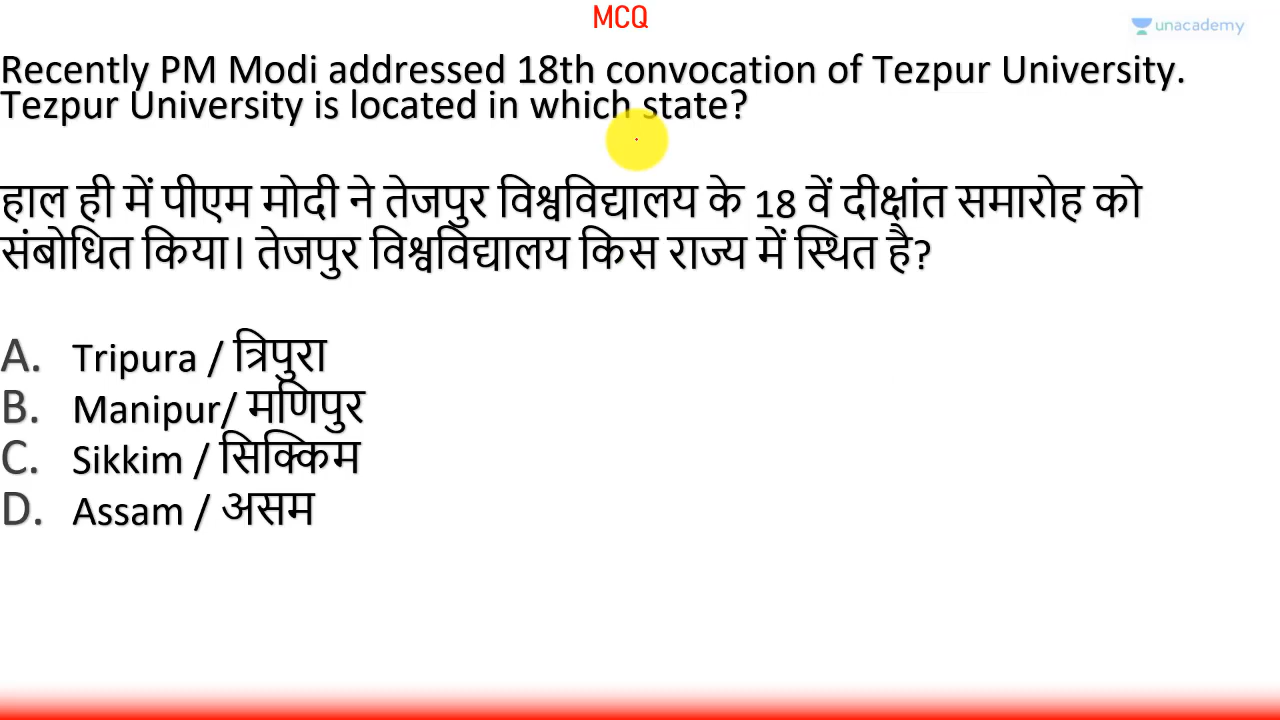 MCQ
unacademy
Recently PM Modi addressed 18th convocation of Tezpur University.
Tezpur University is located in which state?
हाल ही में पीएम मोदी ने तेजपुर विश्वविद्यालय के 18 वें दीक्षांत समारोह को
संबोधित किया। तेजपुर विश्वविद्यालय किस राज्य में स्थित है?
A. Tripura / त्रिपुरा
B. Manipur/ मणिपुर
C. Sikkim / सिक्किम
D. Assam / असम